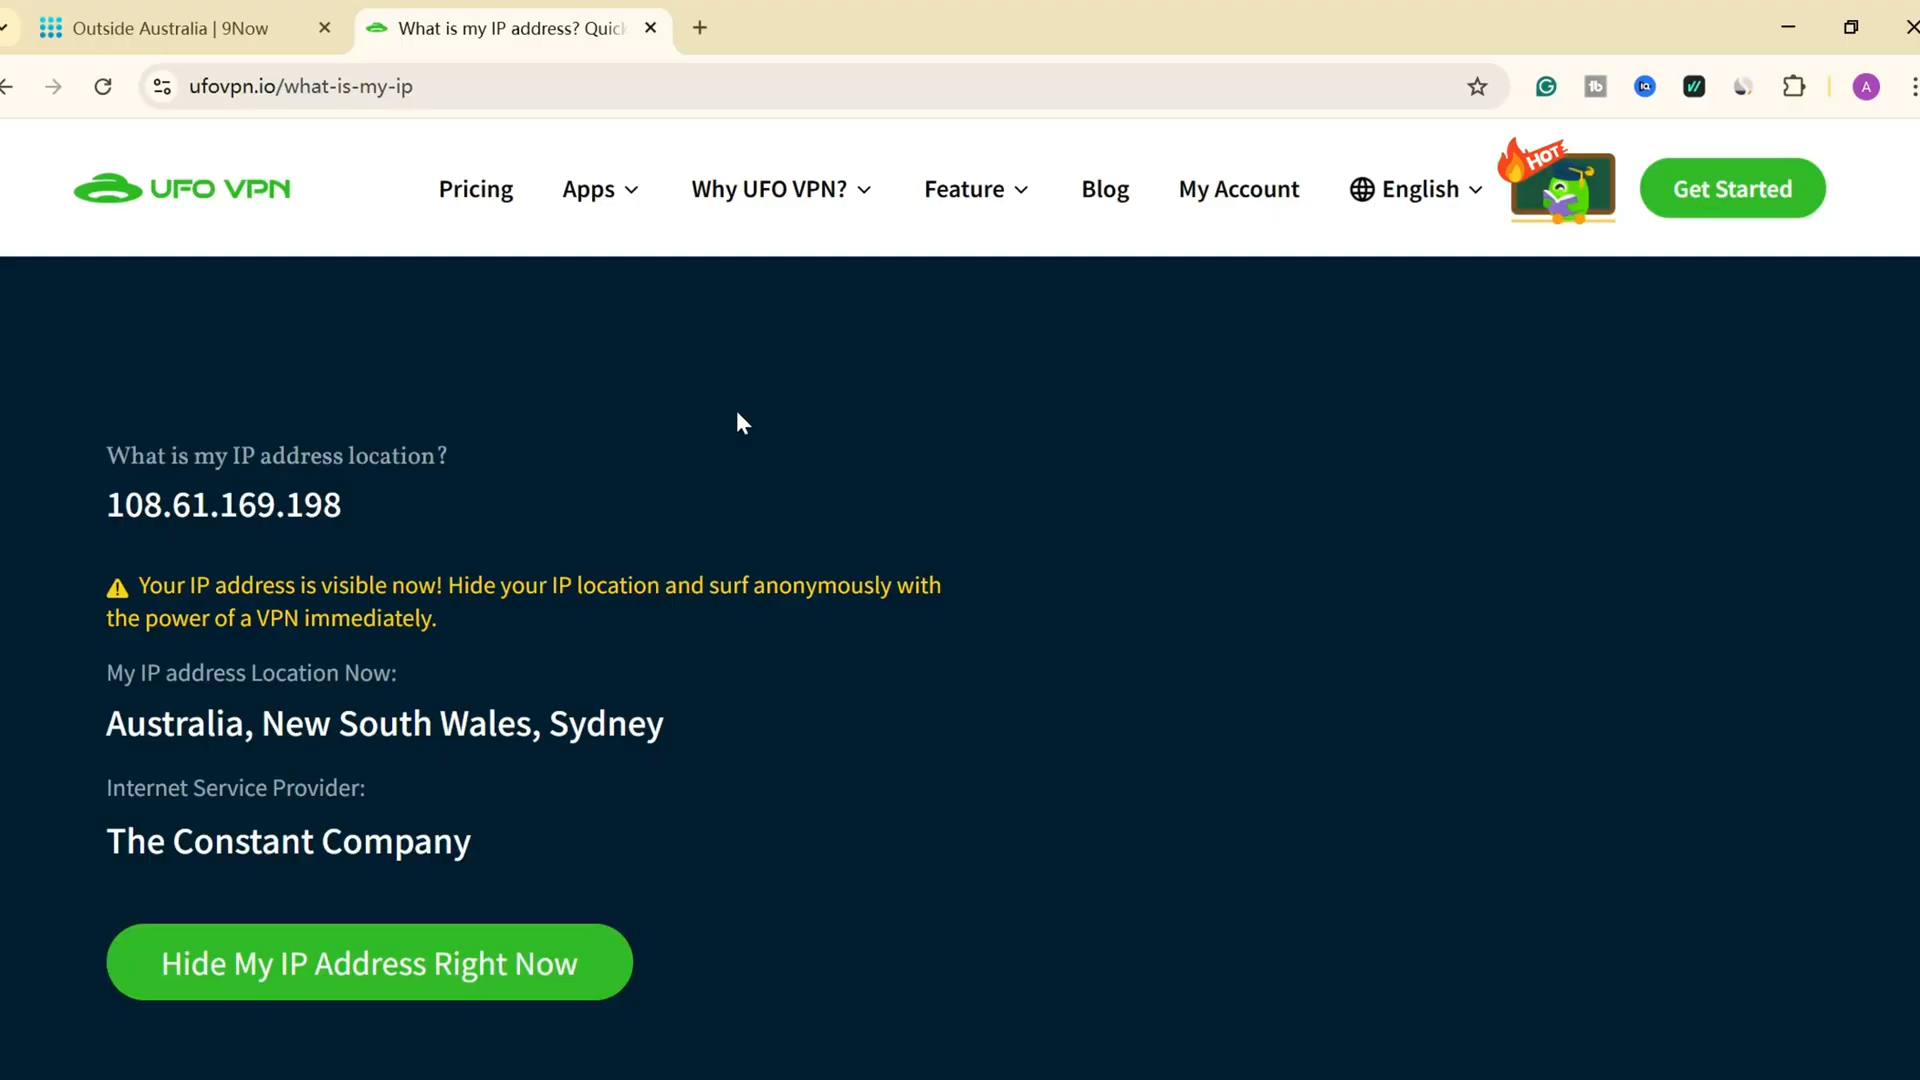 Outside Australia | 9Now
What is my IP address? Quic
ufovpn.io/what-is-my-ip
UFO VPN
Pricing
Apps
Why UFO VPN?
Feature
Blog
My Account
English
HOT
Get Started
What is my IP address location?
108.61.169.198
Your IP address is visible now! Hide your IP location and surf anonymously with
the power of a VPN immediately.
My IP address Location Now:
Australia, New South Wales, Sydney
Internet Service Provider:
The Constant Company
Hide My IP Address Right Now
A